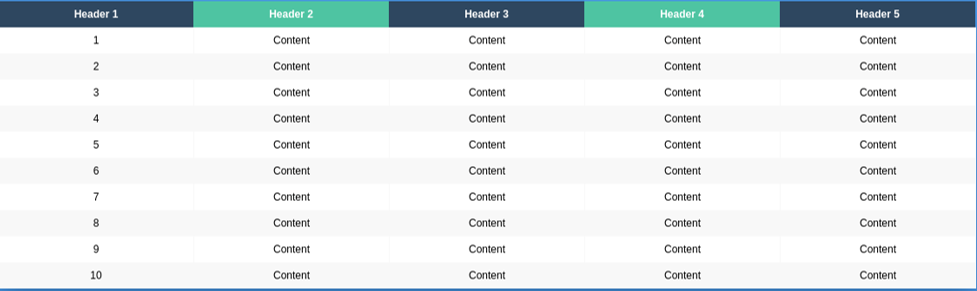 Header 1 Header 2 Header 3 Header 4 Header 5
1 Content Content Content Content
2 Content Content Content Content
3 Content Content Content Content
4 Content Content Content Content
5 Content Content Content Content
6 Content Content Content Content
7 Content Content Content Content
8 Content Content Content Content
9 Content Content Content Content
10 Content Content Content Content